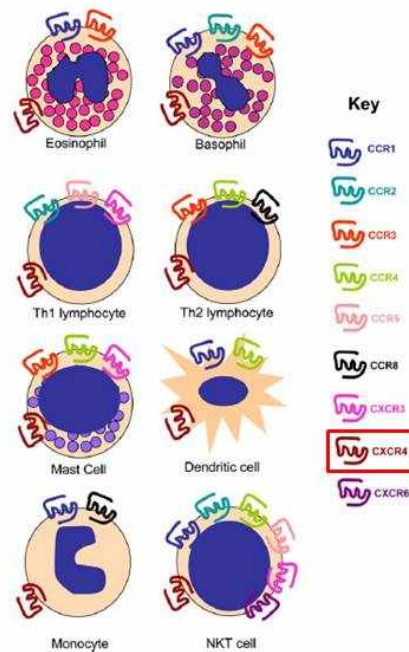 Eosinophil
Basophil
Th1 lymphocyte
Th2 lymphocyte
Mast Cell
Dendritic cell
Monocyte
NKT cell
Key
CCR1
CCR2
CCR3
CCR4
CCR5
CCR8
CXCR3
CXCR4
CXCR6